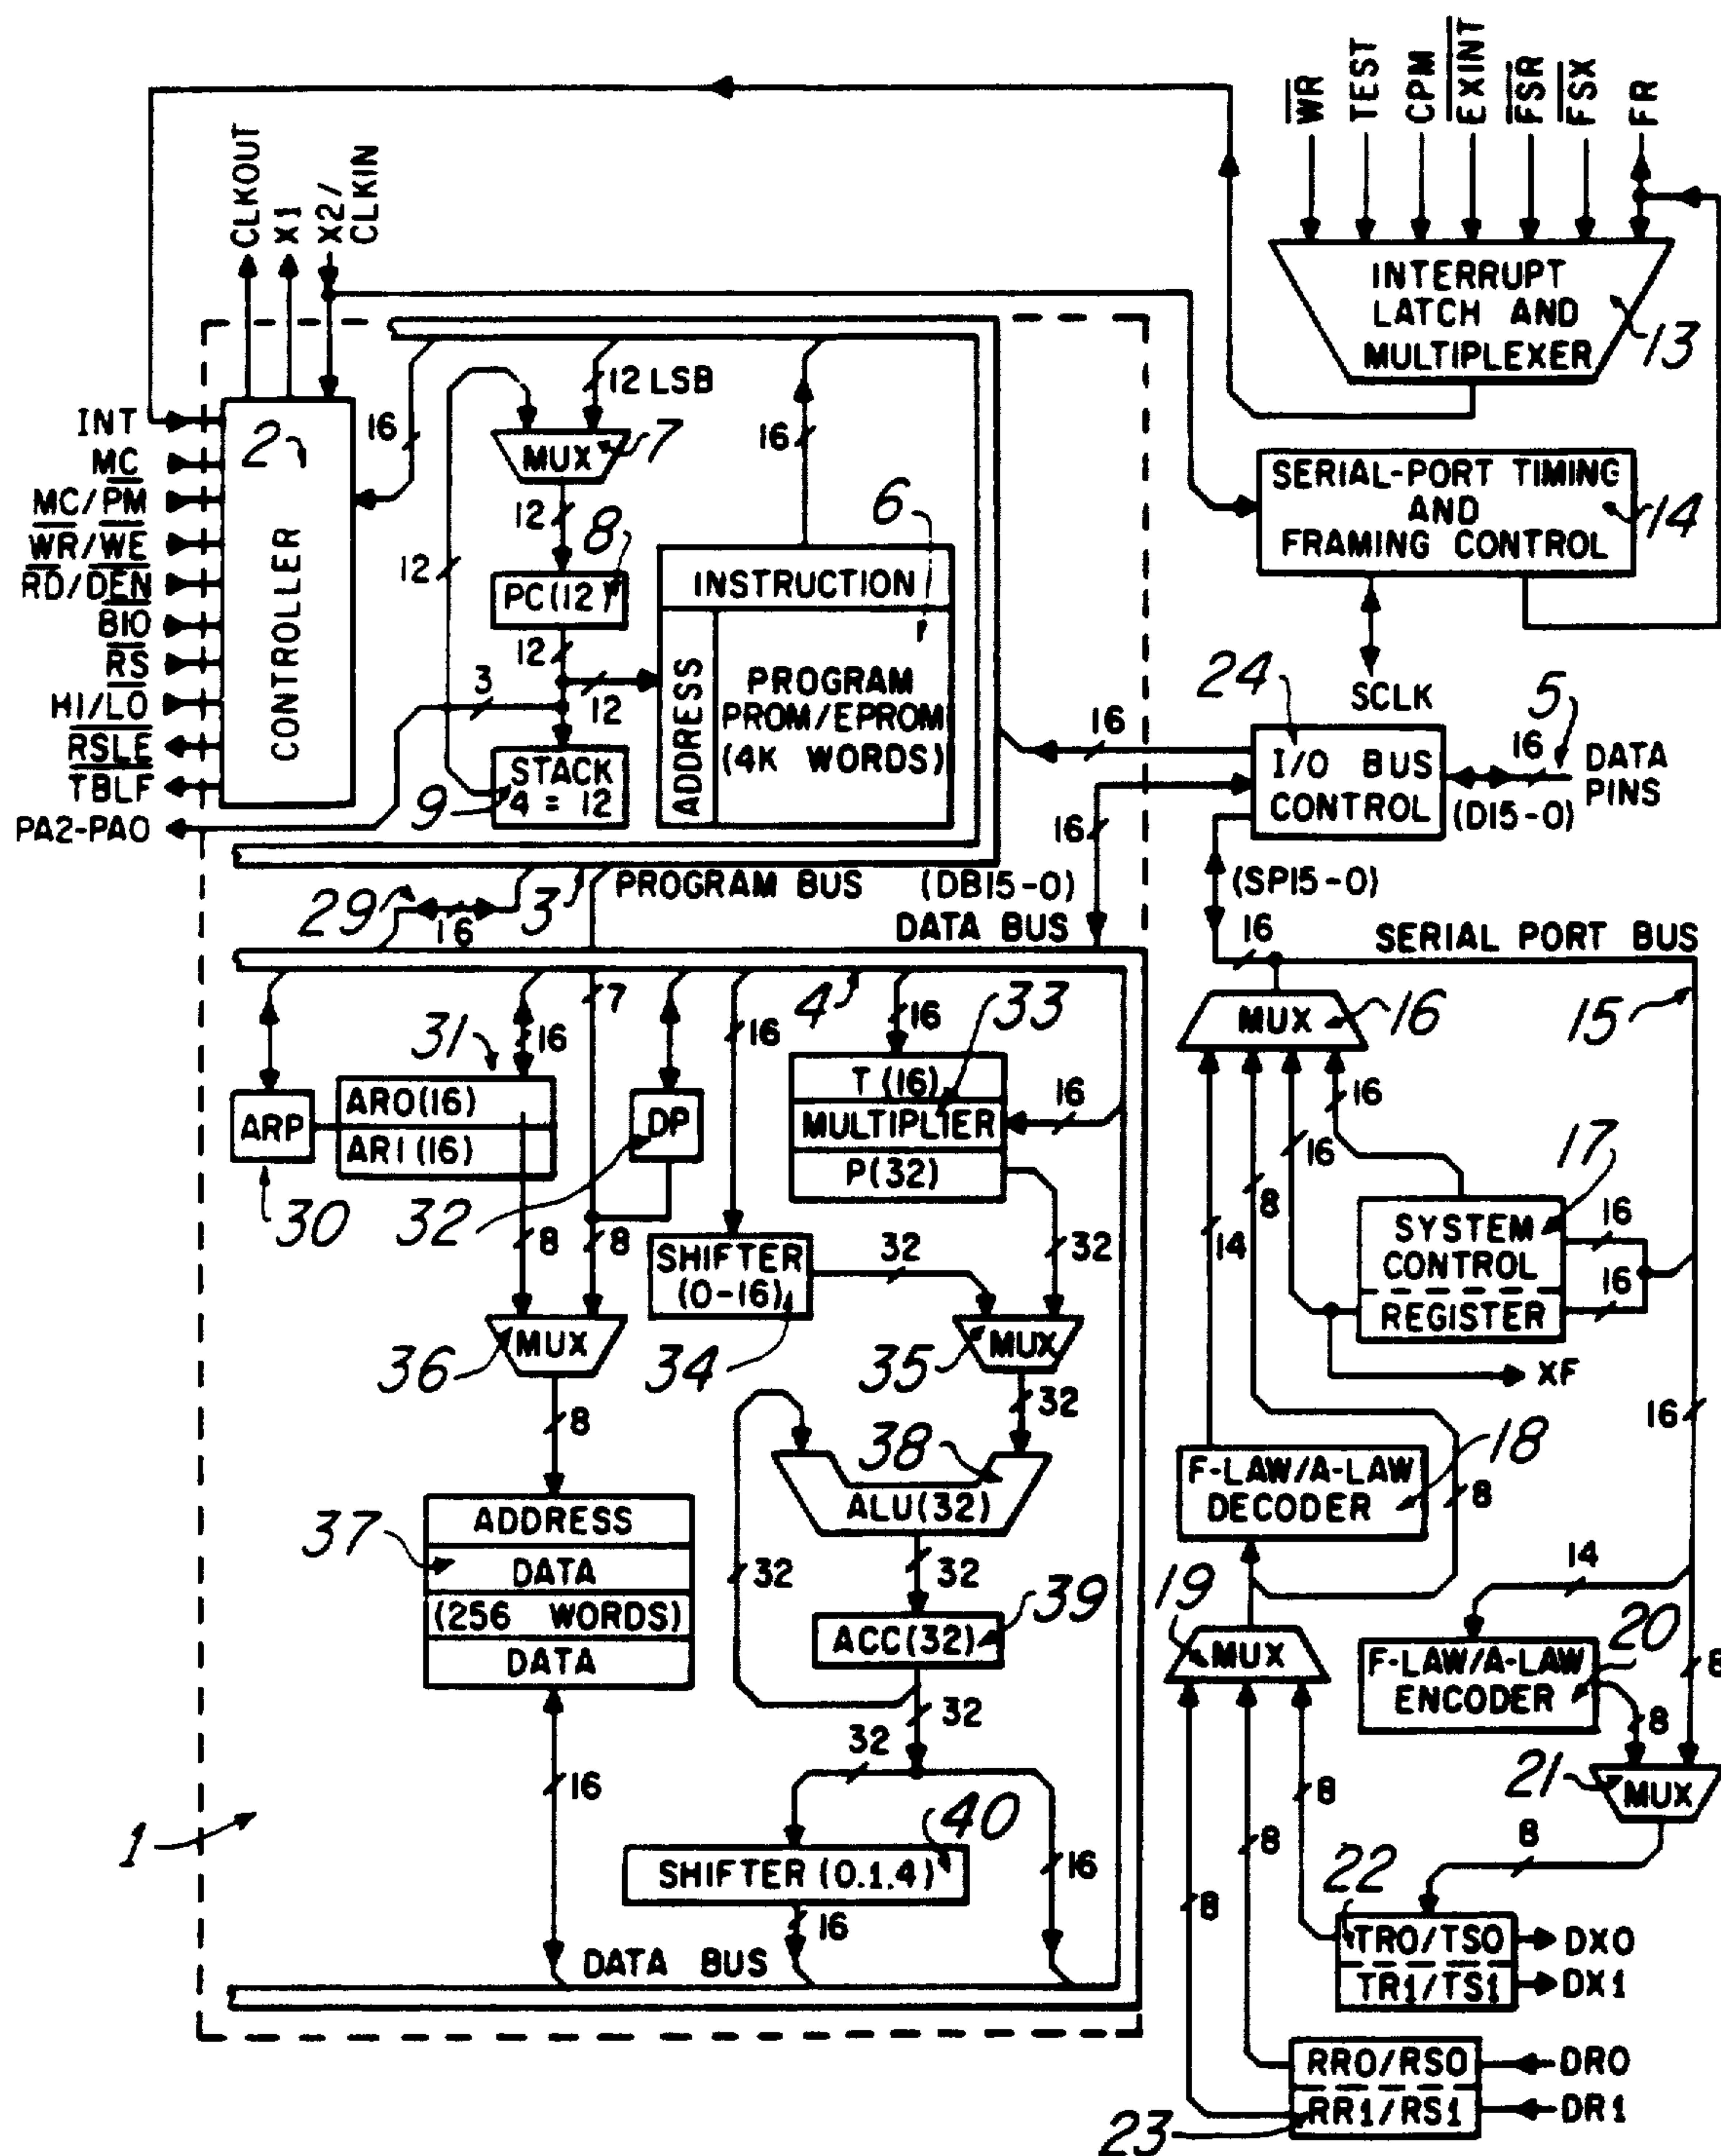 WR
TEST
CPM
EXINT
FSR
FSX
FR
CLKOUT
X1
X2/
CLKIN
INTERRUPT
LATCH AND
MULTIPLEXER
13
INT
MC
MC/PM
WR/WE
RD/DEN
BIO
RS
HI/LO
RSLE
TBLF
PA2-PA0
2
CONTROLLER
16
12 LSB
MUX
7
12
12
PC(12)
8
12
3
12
STACK
4 = 12
9
16
6
INSTRUCTION
ADDRESS
PROGRAM
PROM/EPROM
(4K WORDS)
SERIAL-PORT TIMING
AND
FRAMING CONTROL
14
SCLK
24
I/O BUS
CONTROL
16
5
16
DATA
PINS
(D15-0)
16
(SP15-0)
16
SERIAL PORT BUS
15
29
16
3
PROGRAM BUS
(DB15-0)
DATA BUS
4
31
16
7
16
16
33
ARP
30
AR0(16)
AR1(16)
DP
32
T(16)
MULTIPLIER
P(32)
16
8
8
SHIFTER
(0-16)
34
32
32
MUX
36
MUX
35
8
32
38
ALU(32)
32
32
37
ADDRESS
DATA
(256 WORDS)
DATA
39
ACC(32)
32
32
16
40
SHIFTER (0.1.4)
16
16
1
DATA BUS
MUX
16
16
16
8
14
17
SYSTEM
CONTROL
REGISTER
16
16
XF
16
F-LAW/A-LAW
DECODER
18
8
14
19
MUX
20
F-LAW/A-LAW
ENCODER
8
8
21
MUX
8
8
8
8
22
TR0/TS0
TR1/TS1
DX0
DX1
RR0/RS0
RR1/RS1
DR0
DR1
23